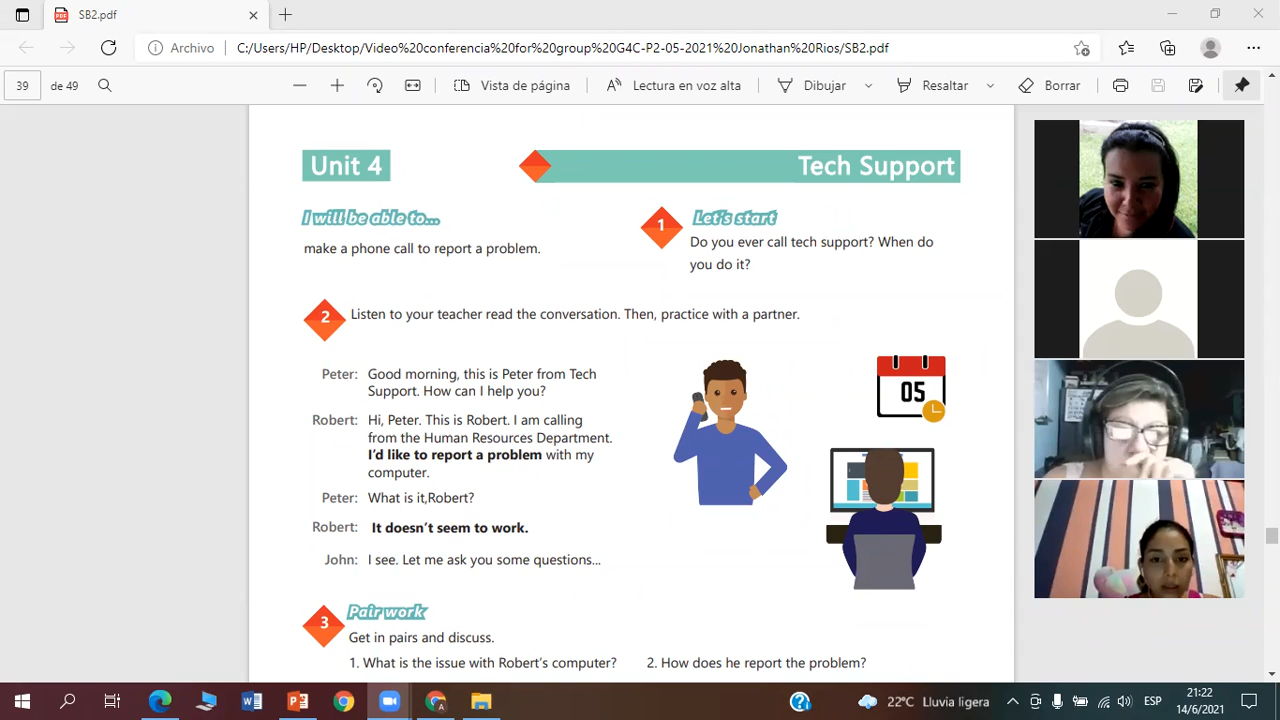 SB2.pdf
Archivo
C:/Users/HP/Desktop/Video%20conferencia%20for%20group%20G4C-P2-05-2021%20Jonathan%20Rios/SB2.pdf
39
de 49
Vista de página
Lectura en voz alta
Dibujar
Resaltar
Borrar
Unit 4
Tech Support
I will be able to...
make a phone call to report a problem.
1
Let's start
Do you ever call tech support? When do
you do it?
2
Listen to your teacher read the conversation. Then, practice with a partner.
Peter: Good morning, this is Peter from Tech
Support. How can I help you?
Robert: Hi, Peter. This is Robert. I am calling
from the Human Resources Department.
I'd like to report a problem with my
computer.
Peter: What is it,Robert?
Robert: It doesn't seem to work.
John: I see. Let me ask you some questions...
05
3
Pair work
Get in pairs and discuss.
1. What is the issue with Robert's computer?
2. How does he report the problem?
22°C Lluvia ligera
ESP
21:22
14/6/2021